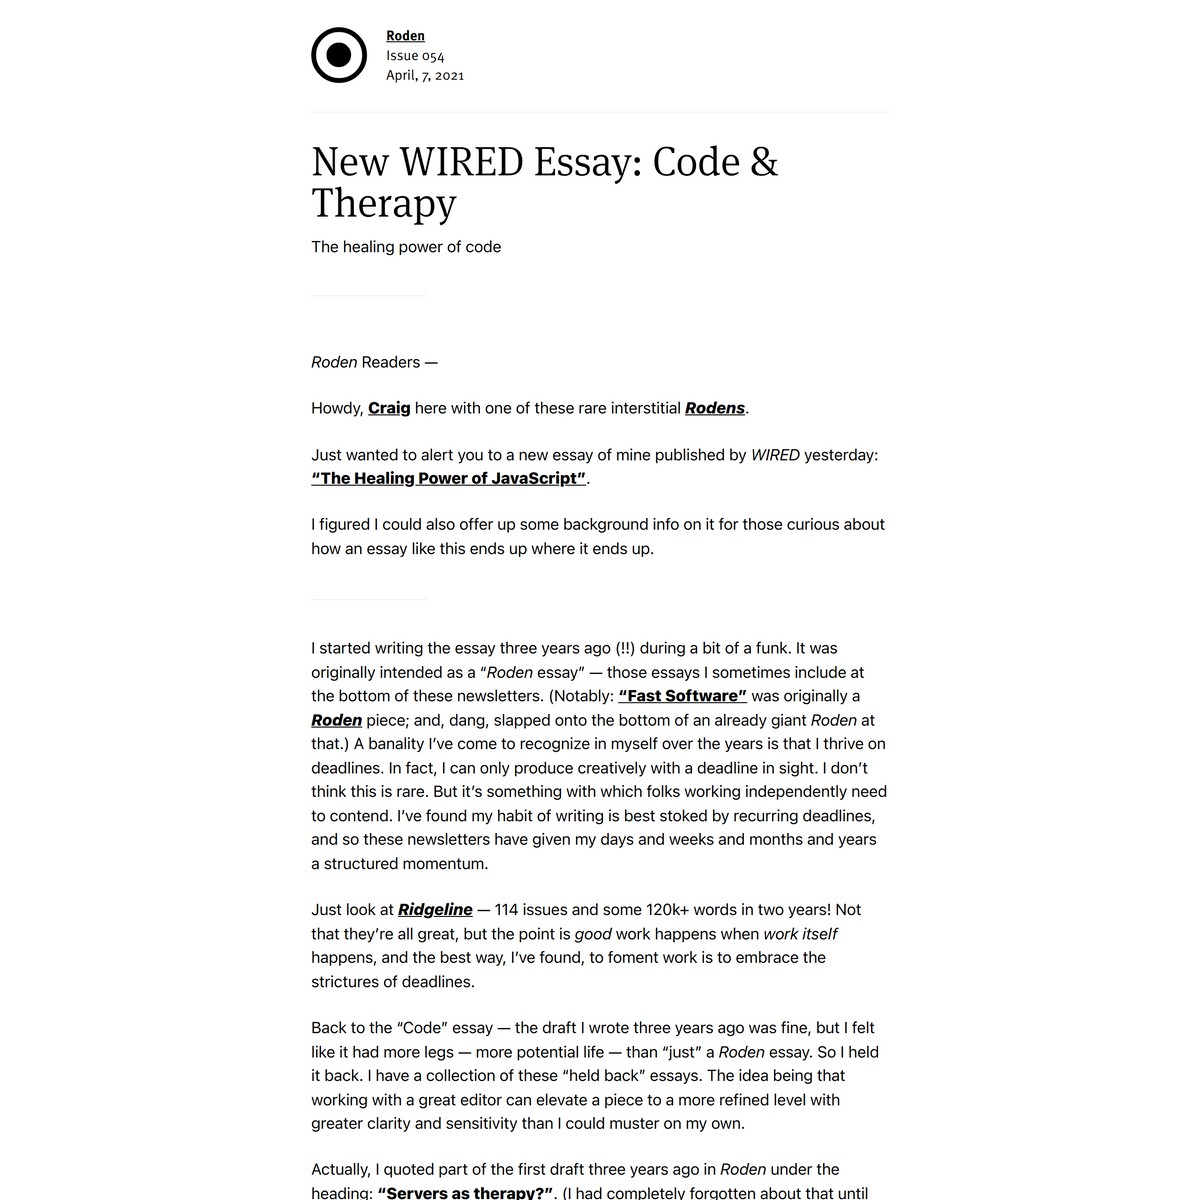 Roden
Issue 054
April, 7, 2021
New WIRED Essay: Code &
Therapy
The healing power of code
Roden Readers —
Howdy, Craig here with one of these rare interstitial Rodens.
Just wanted to alert you to a new essay of mine published by WIRED yesterday:
“The Healing Power of JavaScript”.
I figured I could also offer up some background info on it for those curious about
how an essay like this ends up where it ends up.
I started writing the essay three years ago (!!) during a bit of a funk. It was
originally intended as a “Roden essay” — those essays I sometimes include at
the bottom of these newsletters. (Notably: “Fast Software” was originally a
Roden piece; and, dang, slapped onto the bottom of an already giant Roden at
that.) A banality I’ve come to recognize in myself over the years is that I thrive on
deadlines. In fact, I can only produce creatively with a deadline in sight. I don’t
think this is rare. But it’s something with which folks working independently need
to contend. I’ve found my habit of writing is best stoked by recurring deadlines,
and so these newsletters have given my days and weeks and months and years
a structured momentum.
Just look at Ridgeline — 114 issues and some 120k+ words in two years! Not
that they’re all great, but the point is good work happens when work itself
happens, and the best way, I’ve found, to foment work is to embrace the
strictures of deadlines.
Back to the “Code” essay — the draft I wrote three years ago was fine, but I felt
like it had more legs — more potential life — than “just” a Roden essay. So I held
it back. I have a collection of these “held back” essays. The idea being that
working with a great editor can elevate a piece to a more refined level with
greater clarity and sensitivity than I could muster on my own.
Actually, I quoted part of the first draft three years ago in Roden under the
heading: “Servers as therapy?”. (I had completely forgotten about that until